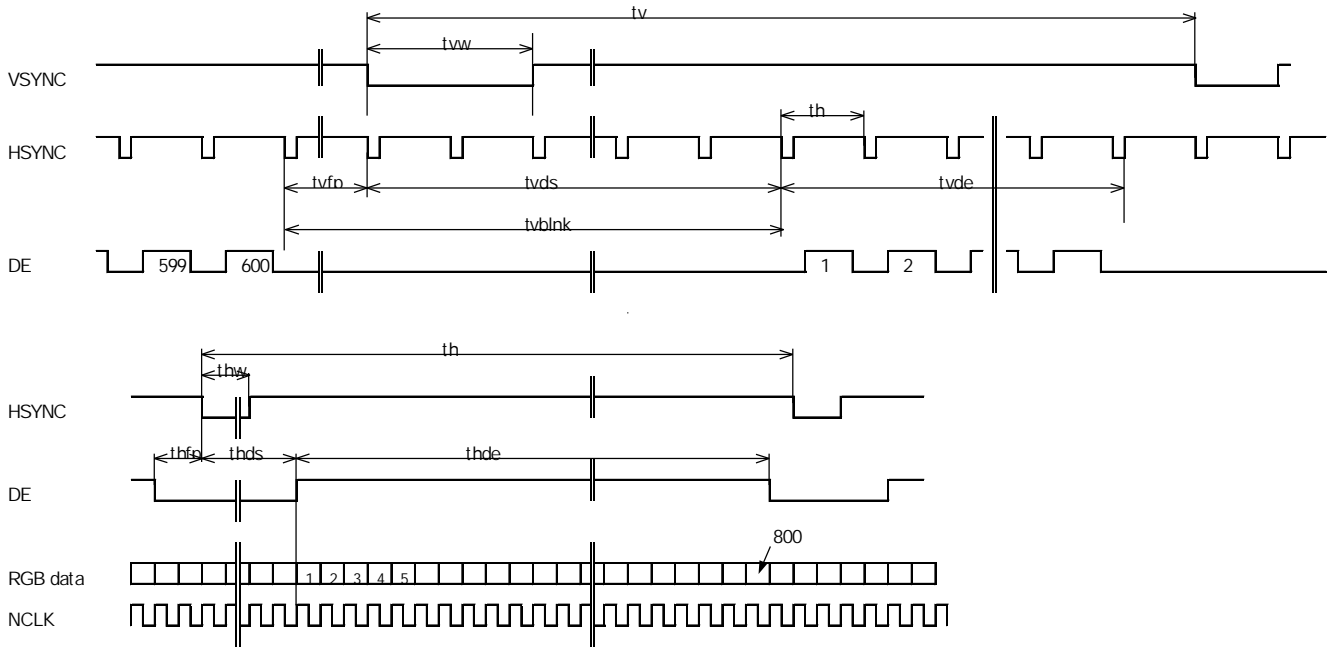 tv
tvw
VSYNC
th
HSYNC
tvfp
tvds
tvde
tvblnk
DE
599
600
1
2
th
thw
HSYNC
thfp
thds
thde
DE
800
RGB data
1
2
3
4
5
NCLK